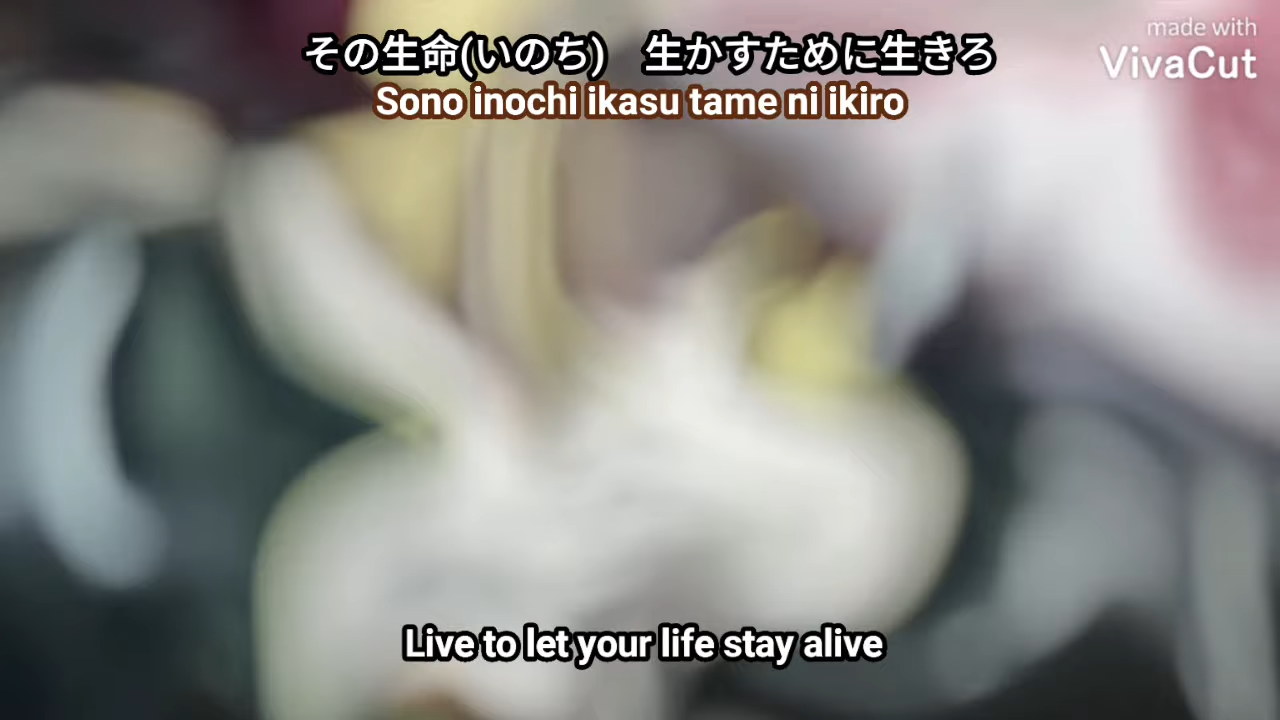 made with
VivaCut
その生命(いのち)　生かすために生きろ
Sono inochi ikasu tame ni ikiro
Live to let your life stay alive